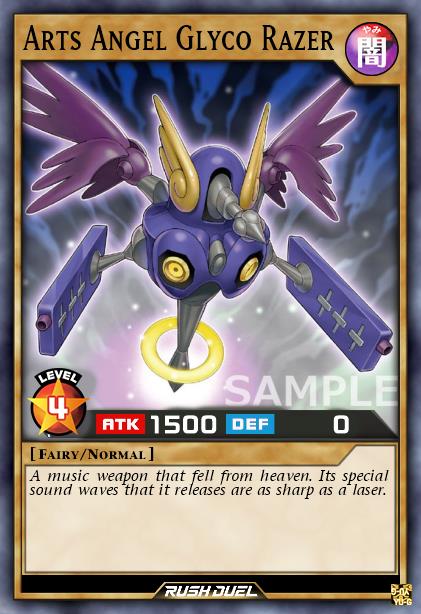 Arts Angel Glyco Razer
やみ
闇
SAMPLE
LEVEL
4
ATK 1500 DEF 0
[Fairy/Normal]
A music weapon that fell from heaven. Its special
sound waves that it releases are as sharp as a laser.
RUSH DUEL